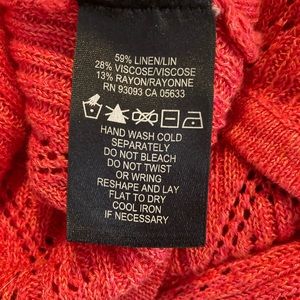 59% LINEN/LIN
28% VISCOSE/VISCOSE
13% RAYON/RAYONNE
RN 93093 CA 05633
HAND WASH COLD
SEPARATELY
DO NOT BLEACH
DO NOT TWIST
OR WRING
RESHAPE AND LAY
FLAT TO DRY
COOL IRON
IF NECESSARY